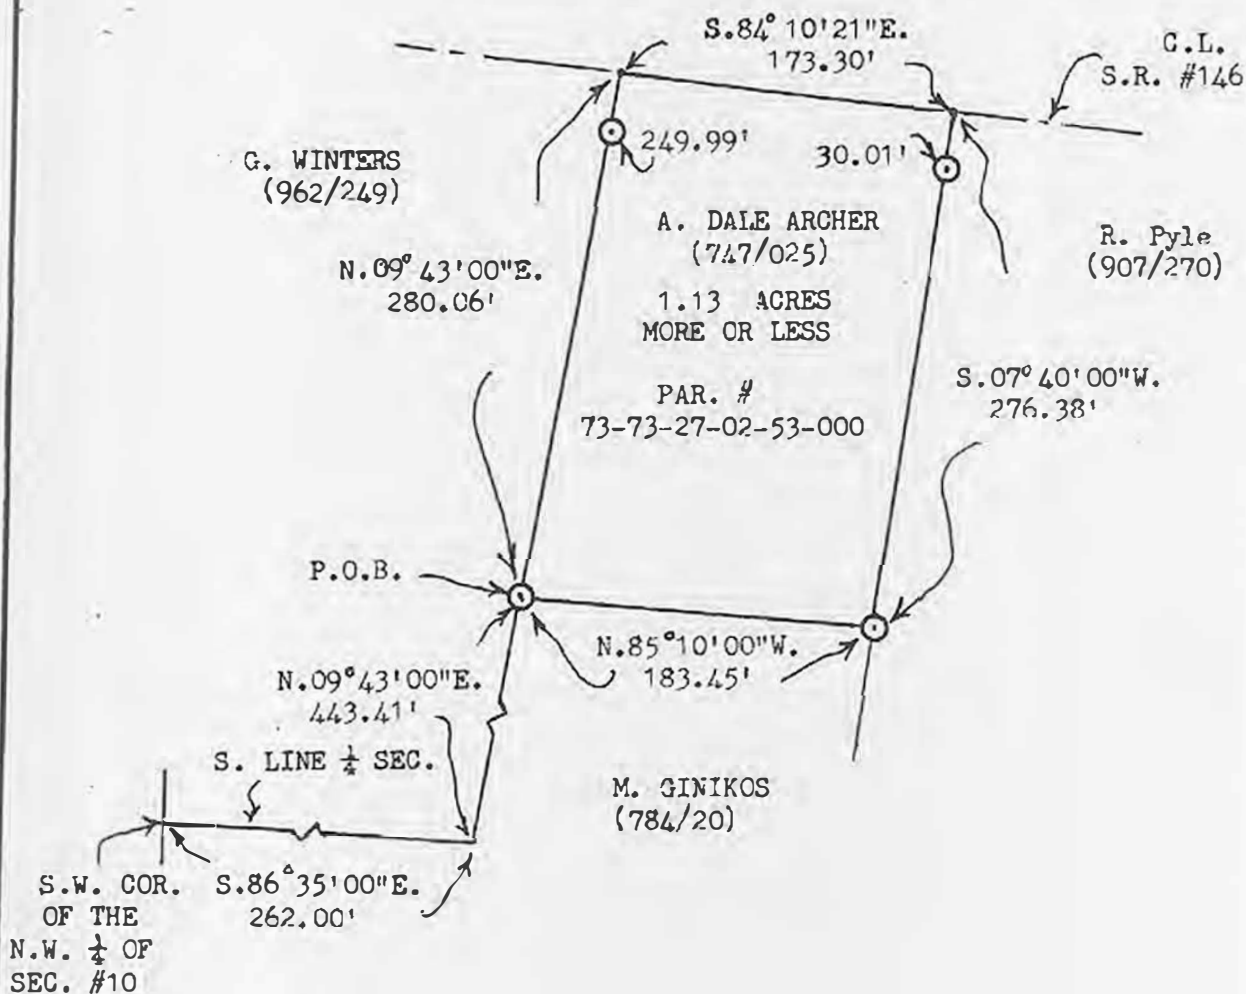 S.84°10'21"E.
173.30'
C.L.
S.R. #146
249.99'
30.01'
G. WINTERS
(962/249)
A. DALE ARCHER
(747/025)
R. Pyle
(907/270)
N.09°43'00"E.
280.06'
1.13 ACRES
MORE OR LESS
S.07°40'00"W.
276.38'
PAR. #
73-73-27-02-53-000
P.O.B.
N.85°10'00"W.
183.45'
N.09°43'00"E.
443.41'
S. LINE ¼ SEC.
M. GINIKOS
(784/20)
S.W. COR.
OF THE
N.W. ¼ OF
SEC. #10
S.86°35'00"E.
262.00'